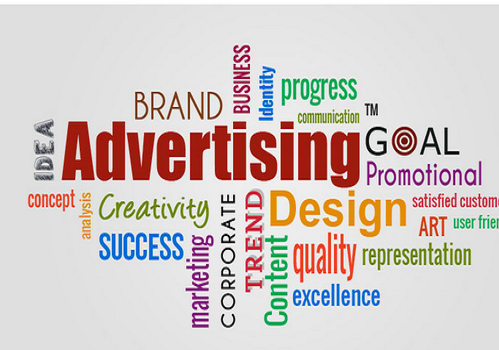 BUSINESS
Identity
progress
BRAND
communication
TM
IDEA
Advertising
GOAL
Promotional
concept
analysis
Creativity
CORPORATE
TREND
Design
satisfied custome
ART
user frien
SUCCESS
marketing
Content
quality
representation
excellence